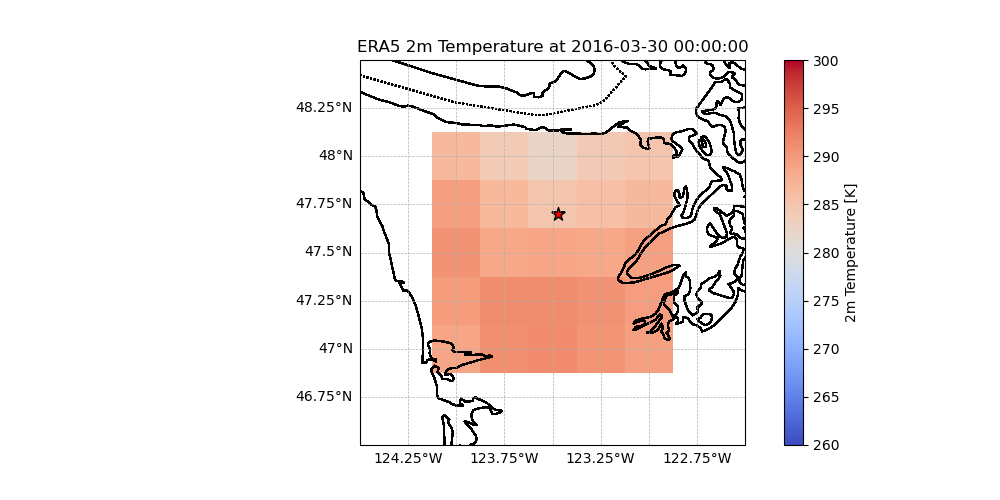 ERA5 2m Temperature at 2016-03-30 00:00:00
48.25°N
48°N
47.75°N
47.5°N
47.25°N
47°N
46.75°N
124.25°W
123.75°W
123.25°W
122.75°W
300
295
290
285
280
275
270
265
260
2m Temperature [K]